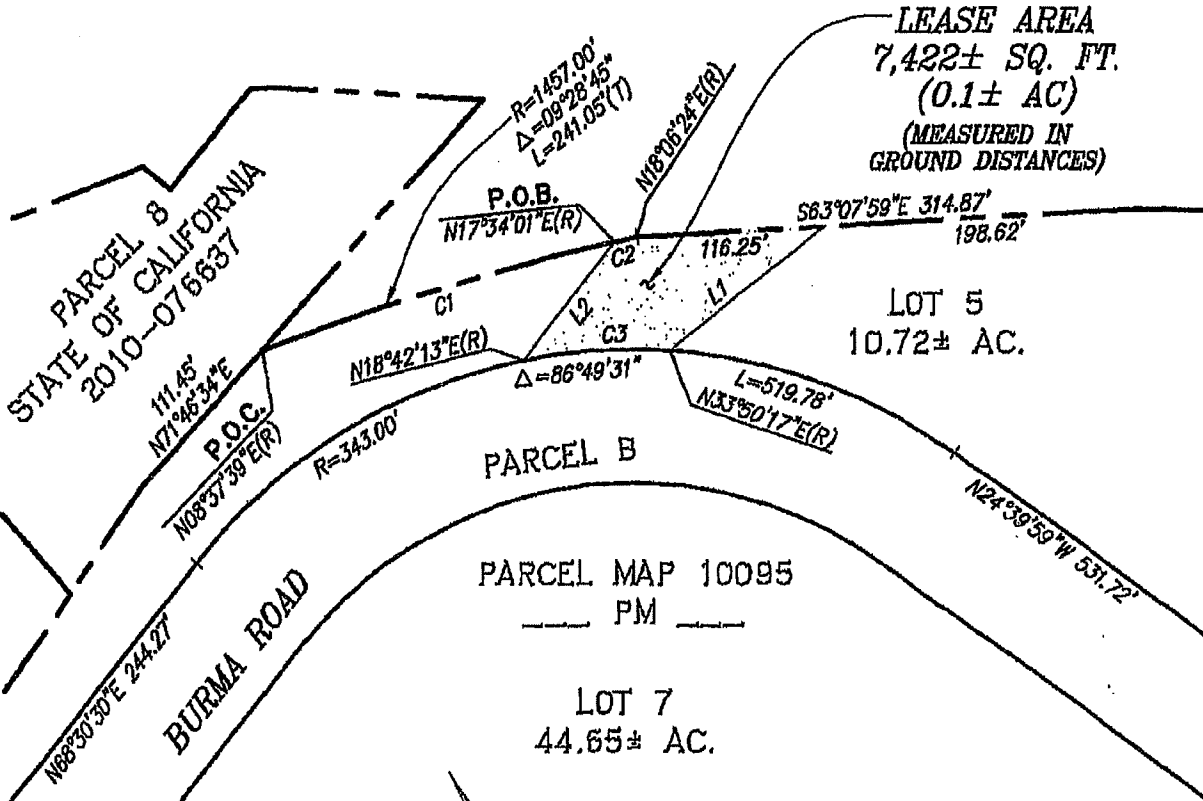 LEASE AREA
7,422± SQ. FT.
(0.1± AC)
(MEASURED IN
GROUND DISTANCES)
R=1457.00'
Δ=09°28'45"
L=241.05'(T)
N18°06'24"E(R)
P.O.B.
N17°34'01"E(R)
S63°07'59"E 314.87'
116.25'
198.62'
C2
C1
L2
L1
C3
PARCEL 8
STATE OF CALIFORNIA
2010-076637
LOT 5
10.72± AC.
111.45'
N71°46'34"E
P.O.C.
N08°37'39"E(R)
N18°42'13"E(R)
Δ=86°49'31"
L=519.78'
N33°50'17"E(R)
R=343.00'
PARCEL B
N24°39'59"W 531.72'
PARCEL MAP 10095
___ PM ___
BURMA ROAD
N68°30'30"E 244.27'
LOT 7
44.65± AC.